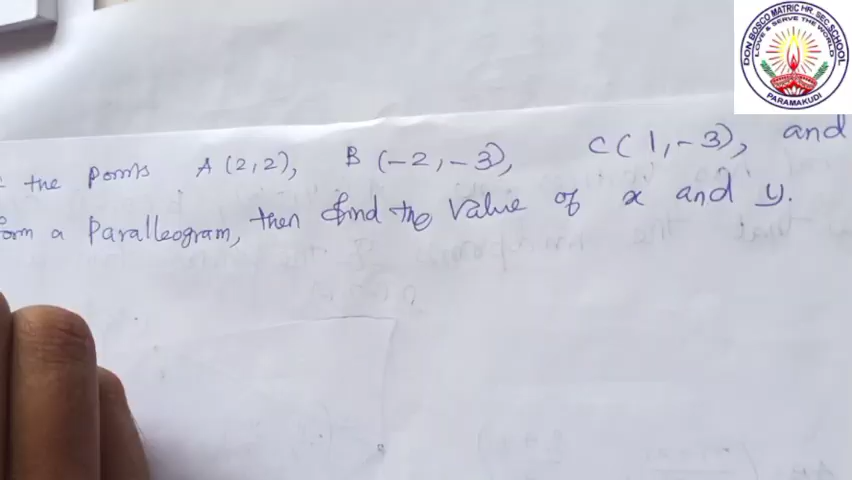 DON BOSCO MATRIC HR. SEC. SCHOOL
LOVE & SERVE THE WORLD
PARAMAKUDI
the points A (2,2), B (-2,-3), C( 1,-3), and
form a Paralleogram, then find the value of x and y.